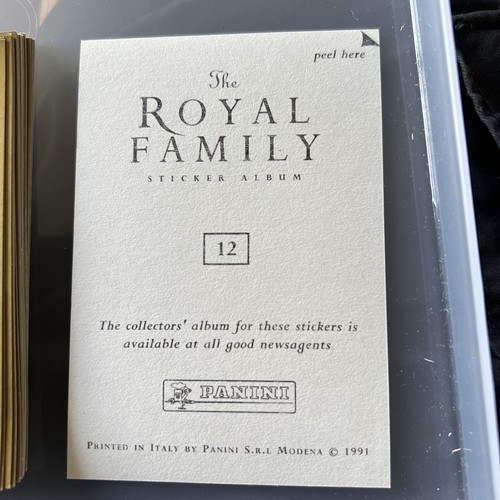 peel here
The
ROYAL
FAMILY
STICKER ALBUM
12
The collectors' album for these stickers is
available at all good newsagents
PANINI
PRINTED IN ITALY BY PANINI S.R.L MODENA © 1991